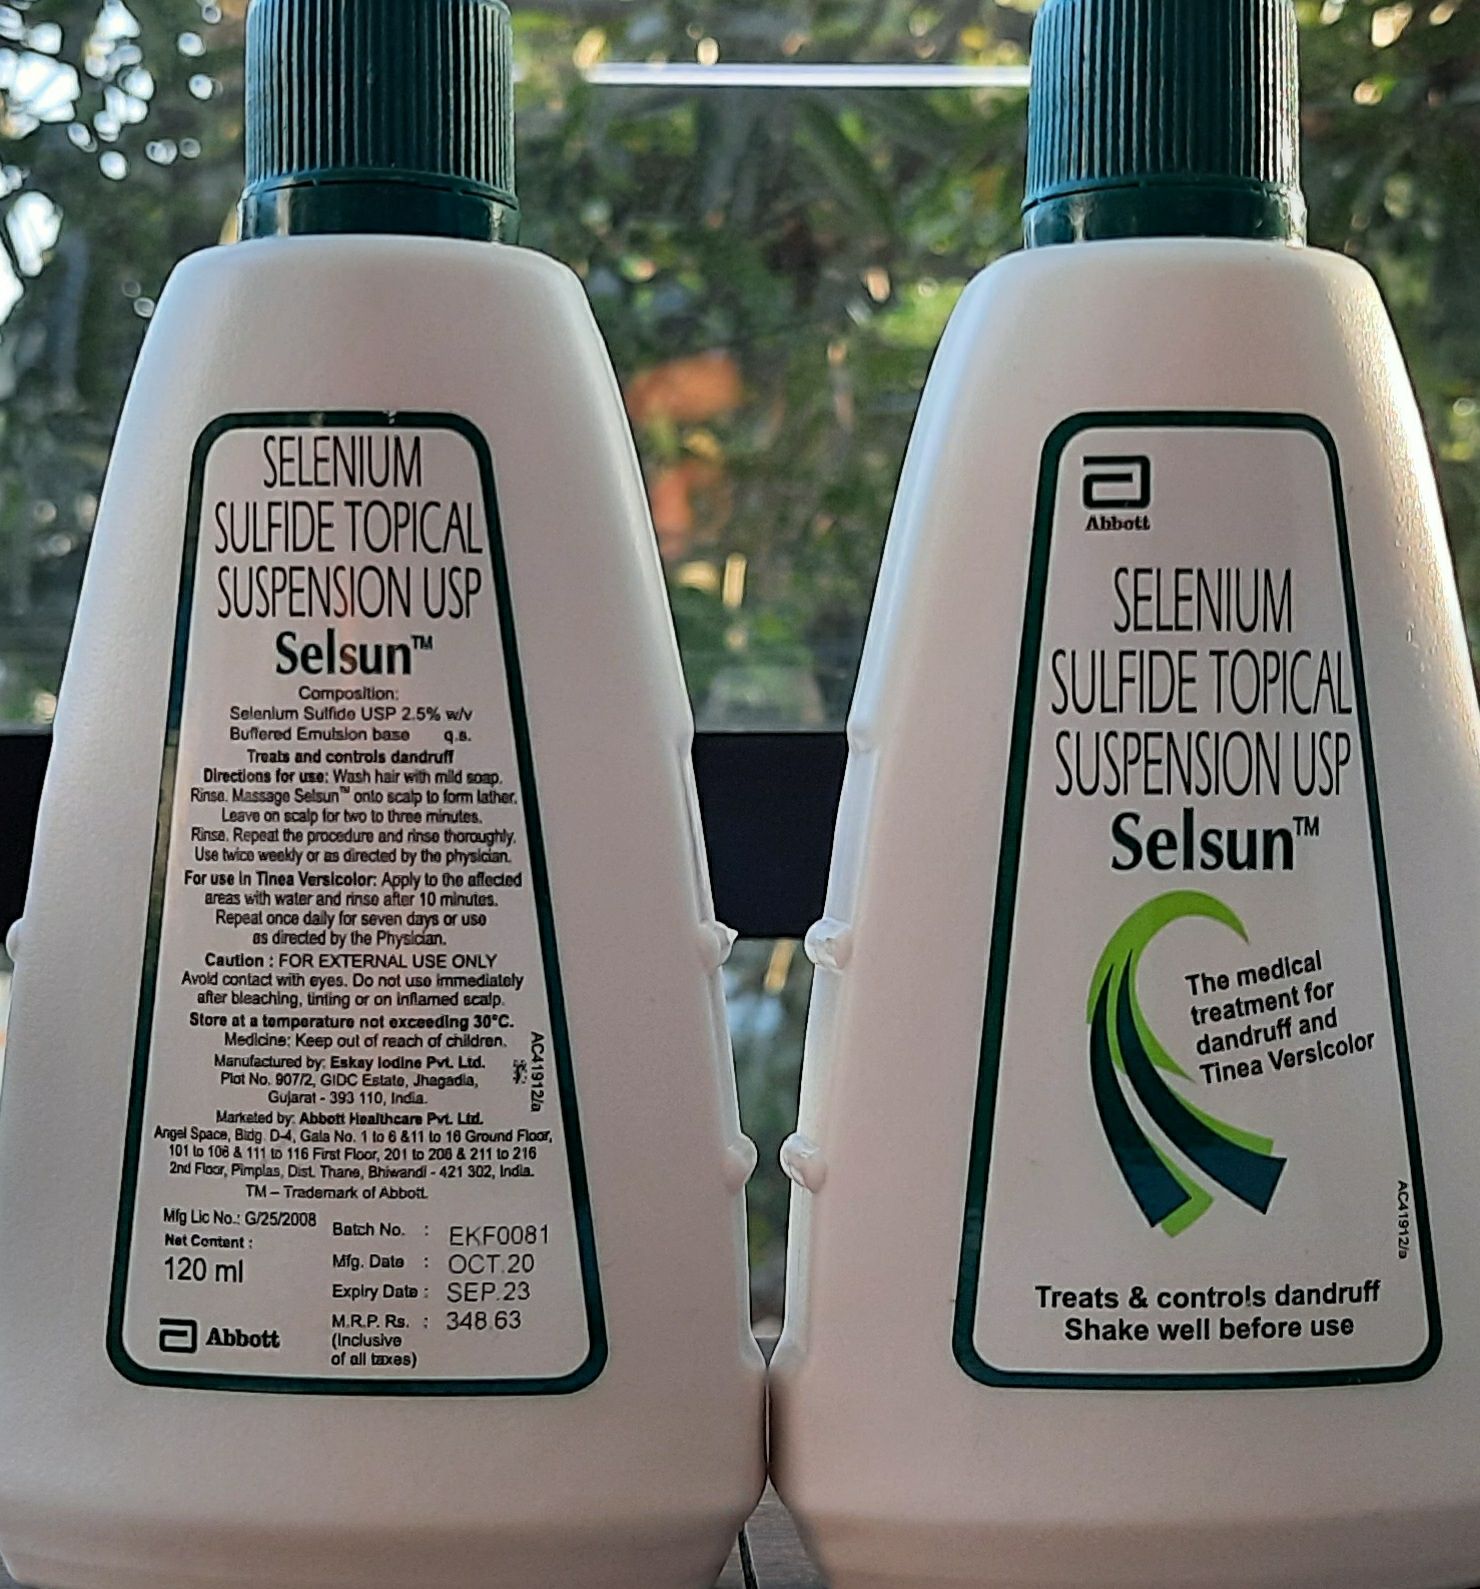 SELENIUM
SULFIDE TOPICAL
SUSPENSION USP
Selsun™
Composition:
Selenium Sulfide USP 2.5% w/v
Buffered Emulsion base q.s.
Treats and controls dandruff
Directions for use: Wash hair with mild soap.
Rinse. Massage Selsun™ onto scalp to form lather.
Leave on scalp for two to three minutes.
Rinse. Repeat the procedure and rinse thoroughly.
Use twice weekly or as directed by the physician.
For use in Tinea Versicolor: Apply to the affected
areas with water and rinse after 10 minutes.
Repeat once daily for seven days or use
as directed by the Physician.
Caution : FOR EXTERNAL USE ONLY
Avoid contact with eyes. Do not use immediately
after bleaching, tinting or on inflamed scalp.
Store at a temperature not exceeding 30°C.
Medicine: Keep out of reach of children.
Manufactured by: Eskay Iodine Pvt. Ltd.
Plot No. 907/2, GIDC Estate, Jhagadia,
Gujarat - 393 110, India.
Marketed by: Abbott Healthcare Pvt. Ltd.
Angel Space, Bldg. D-4, Gala No. 1 to 6 &11 to 16 Ground Floor,
101 to 106 & 111 to 116 First Floor, 201 to 206 & 211 to 216
2nd Floor, Pimplas, Dist. Thane, Bhiwandi - 421 302, India.
TM – Trademark of Abbott.
AC41912/a
Mfg Lic No.: G/25/2008
Net Content :
120 ml
Batch No. : EKF0081
Mfg. Date : OCT.20
Expiry Date : SEP.23
M.R.P. Rs. : 348.63
(Inclusive
of all taxes)
Abbott
Abbott
SELENIUM
SULFIDE TOPICAL
SUSPENSION USP
Selsun™
The medical
treatment for
dandruff and
Tinea Versicolor
AC41912/a
Treats & controls dandruff
Shake well before use